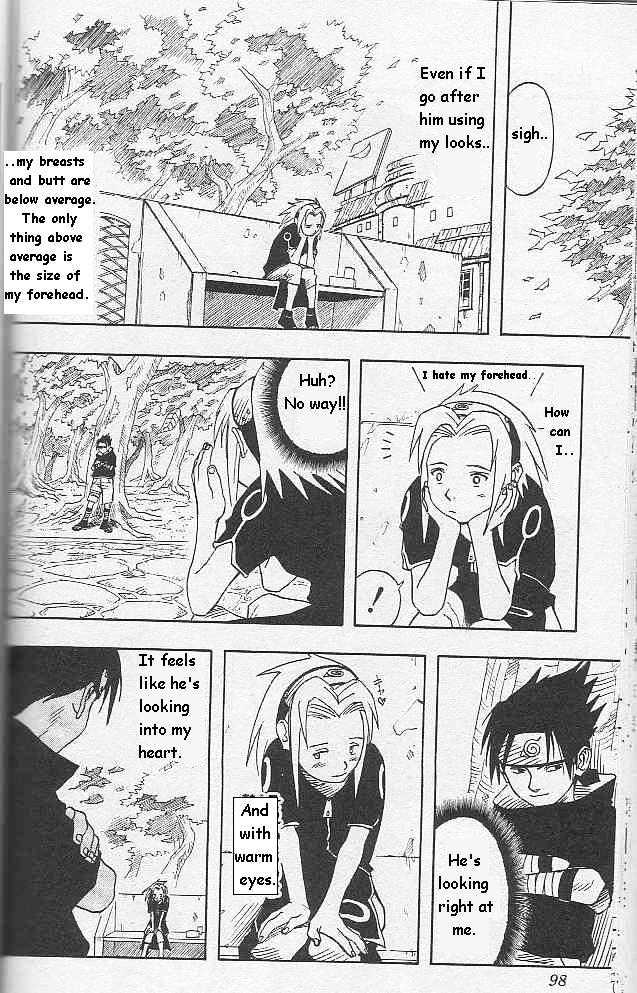 sigh..
Even if I
go after
him using
my looks..
..my breasts
and butt are
below average.
The only
thing above
average is
the size of
my forehead.
I hate my forehead..
How
can
I..
!
Huh?
No way!!
He's
looking
right at
me.
And
with
warm
eyes.
It feels
like he's
looking
into my
heart.
98